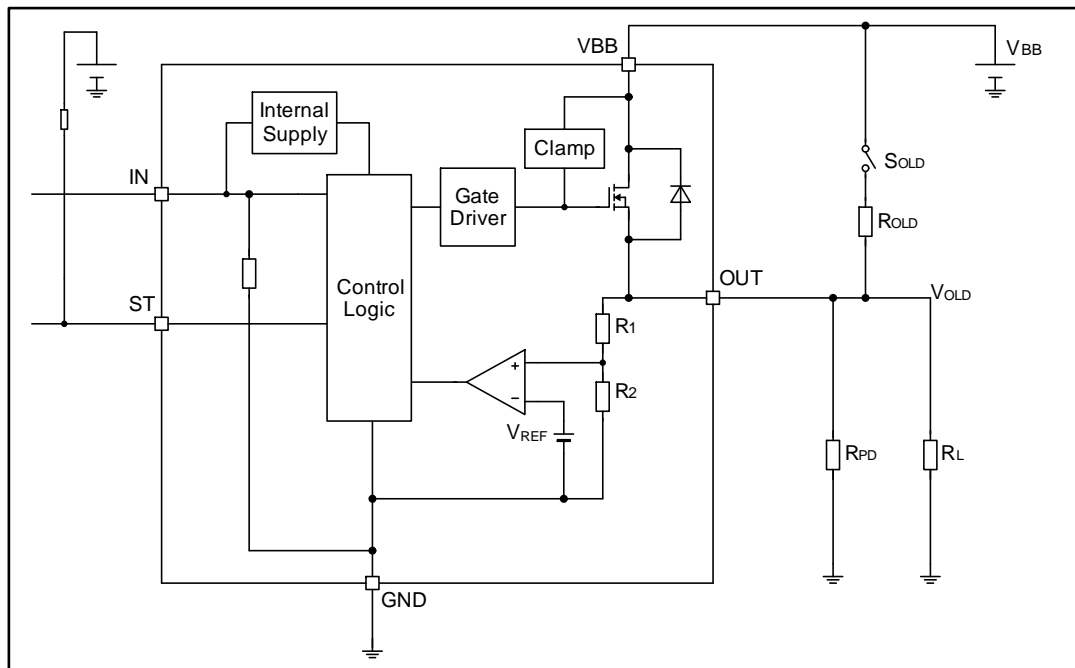 VBB
VBB
Internal
Supply
Clamp
SOLD
IN
Gate
Driver
ROLD
OUT
Control
Logic
VOLD
ST
R1
+
R2
−
VREF
RPD
RL
GND